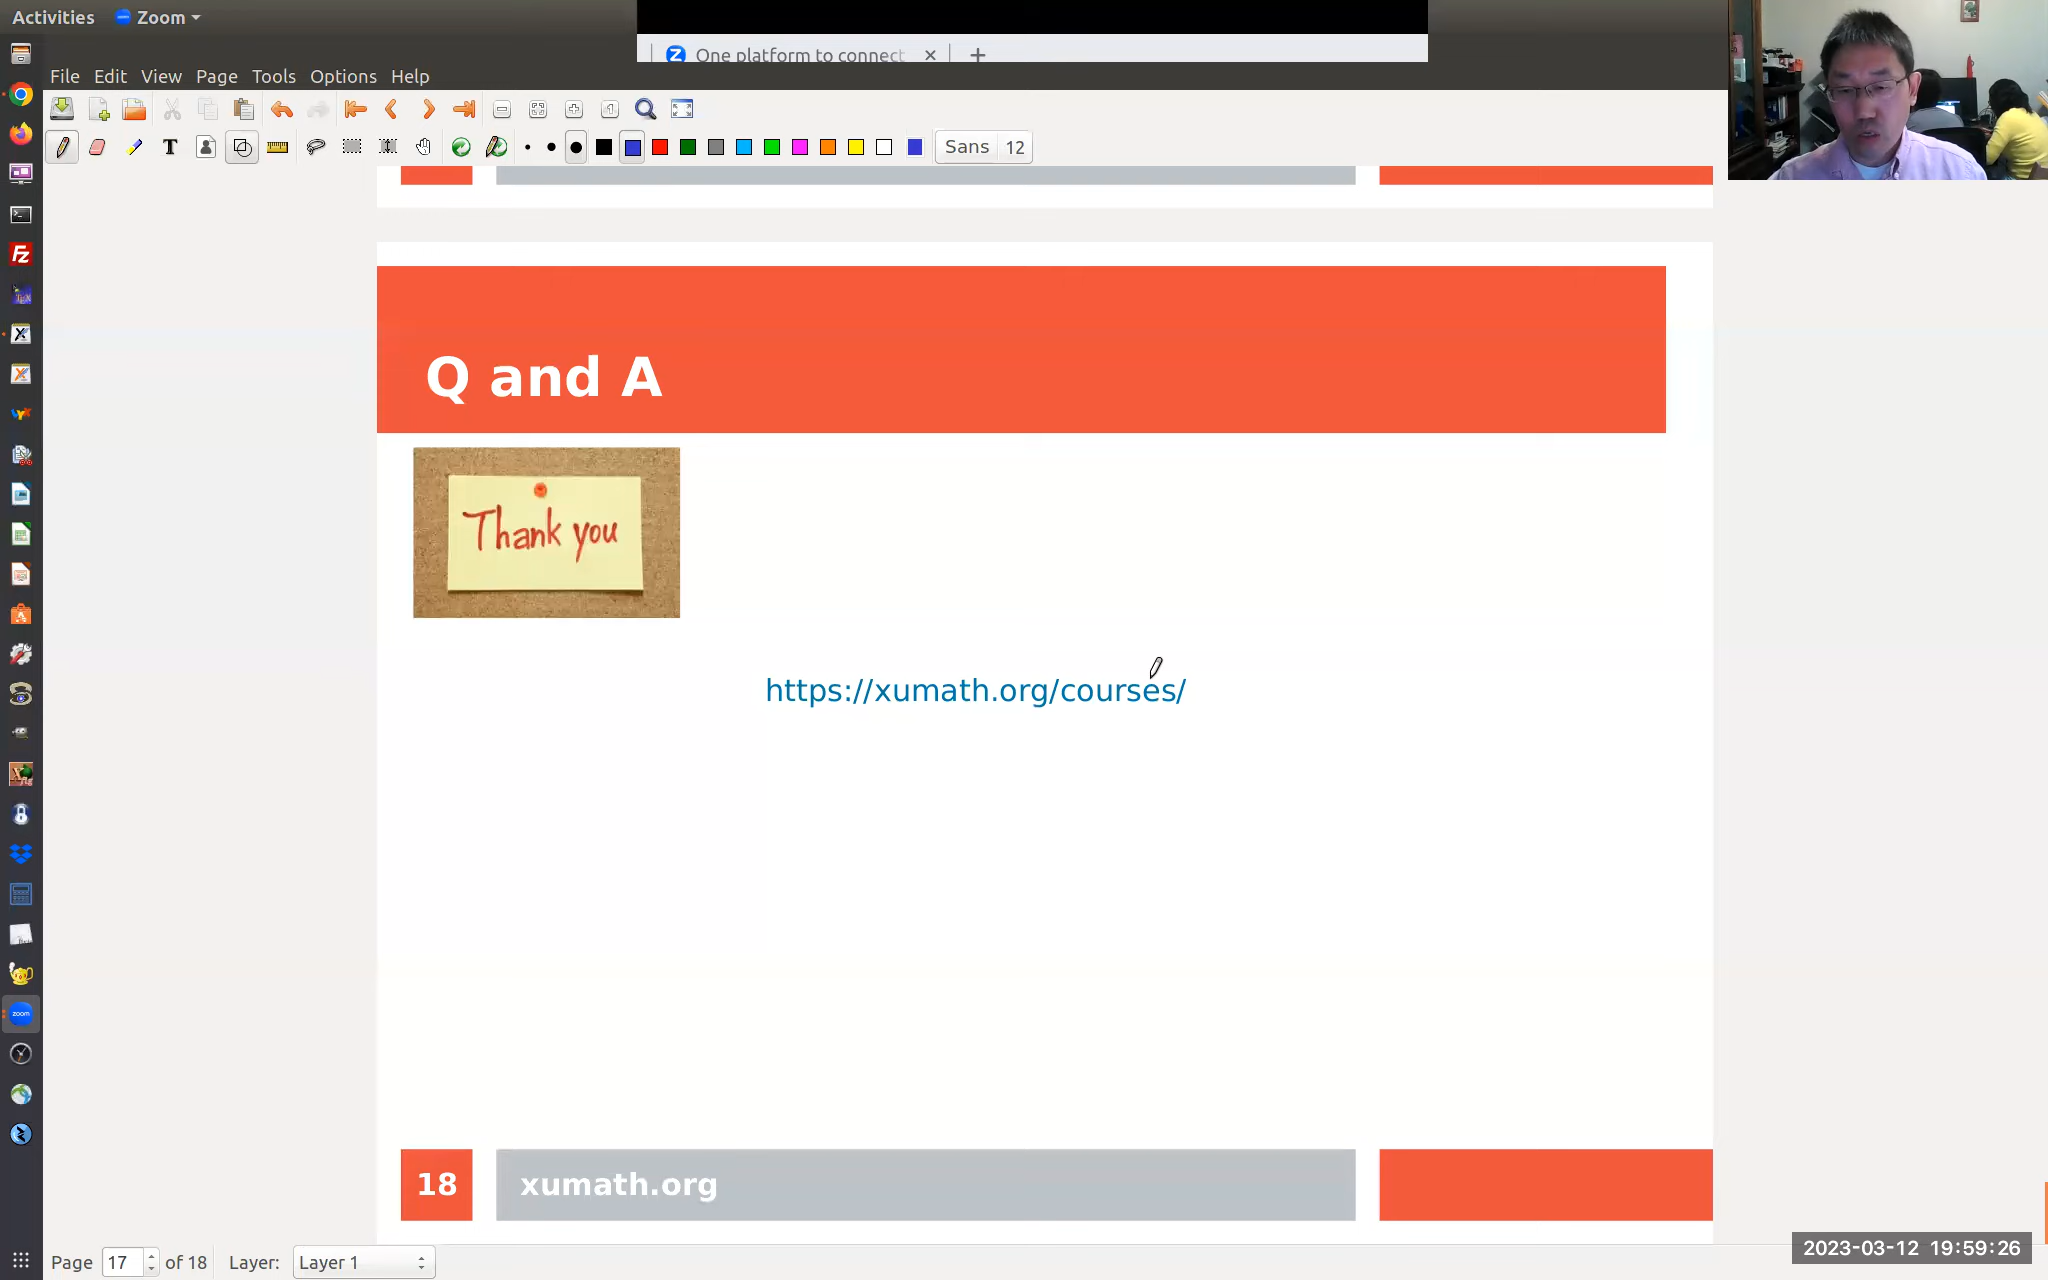 Activities Zoom
One platform to connect
File Edit View Page Tools Options Help
T Sans 12
Q and A
Thank you
https://xumath.org/courses/
18 xumath.org
Page 17 of 18 Layer: Layer 1
zoom
2023-03-12 19:59:26